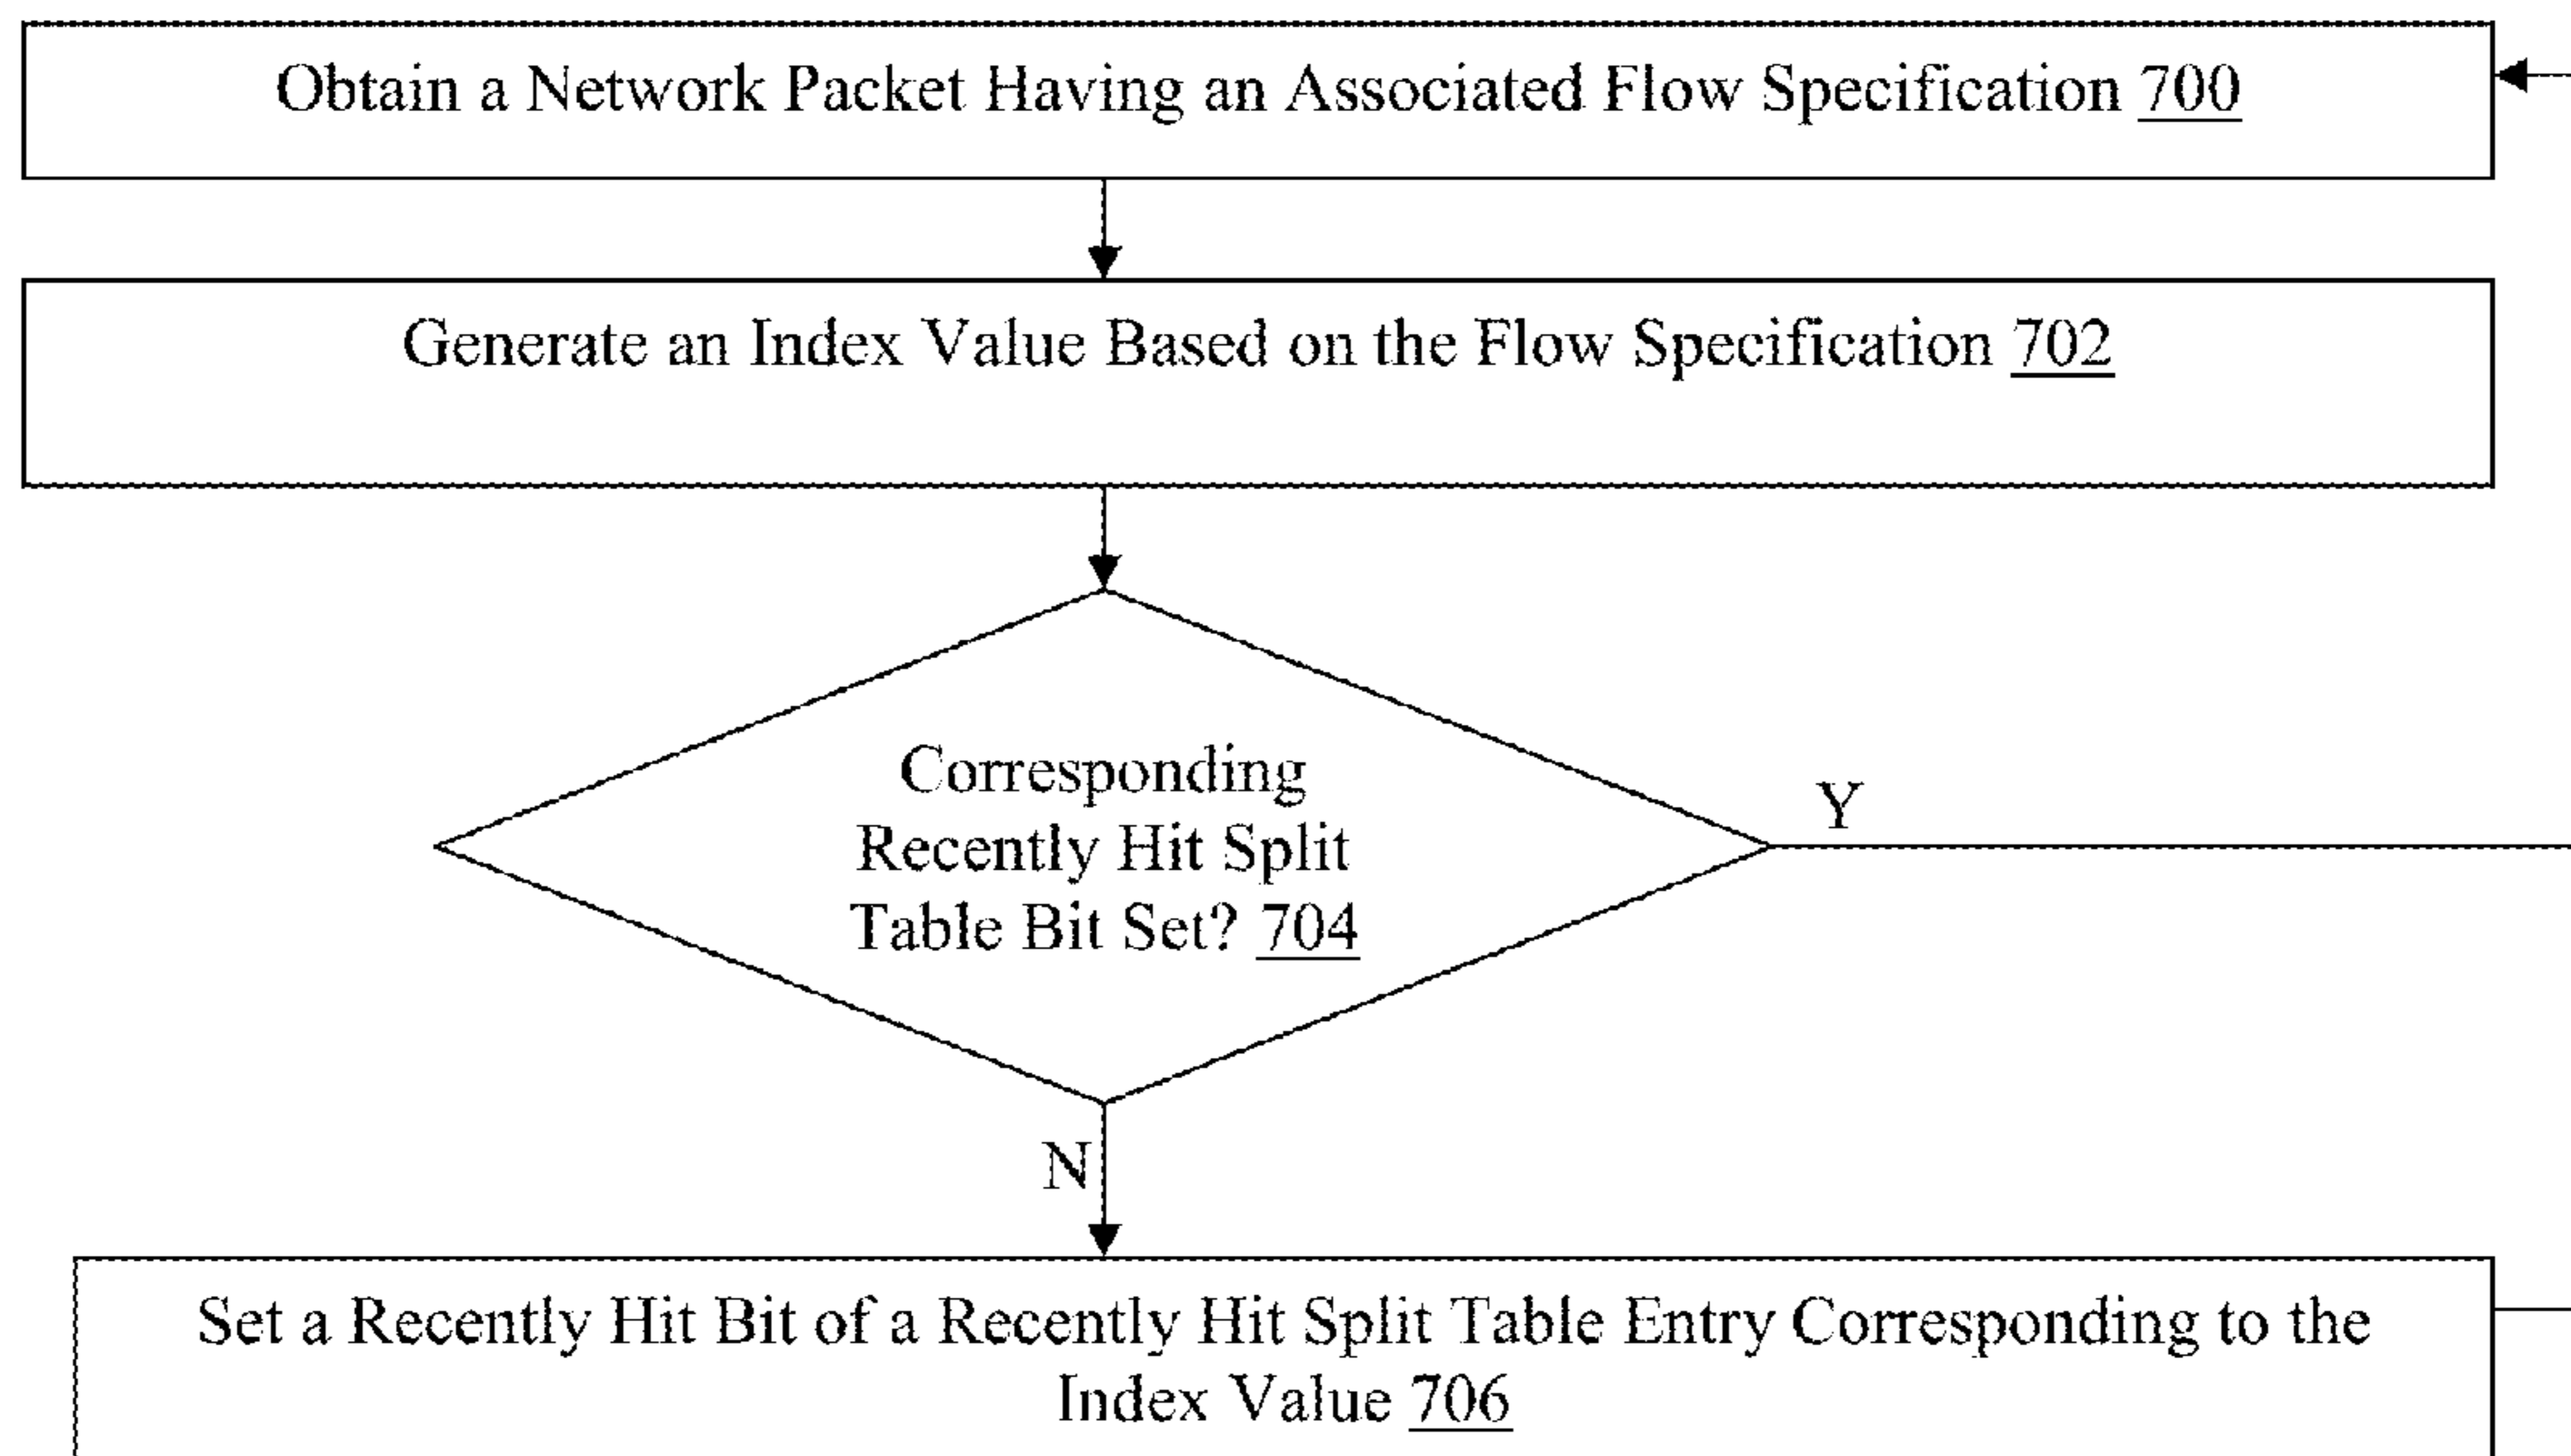 Obtain a Network Packet Having an Associated Flow Specification 700
Generate an Index Value Based on the Flow Specification 702
Corresponding
Recently Hit Split
Table Bit Set? 704
Y
N
Set a Recently Hit Bit of a Recently Hit Split Table Entry Corresponding to the
Index Value 706